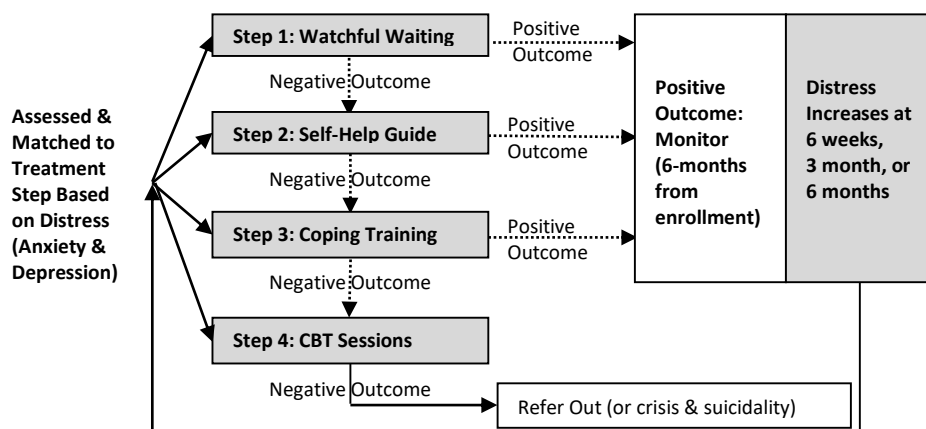 Assessed &
Matched to
Treatment
Step Based
on Distress
(Anxiety &
Depression)
Step 1: Watchful Waiting
Positive
Outcome
Negative Outcome
Step 2: Self-Help Guide
Positive
Outcome
Negative Outcome
Step 3: Coping Training
Positive
Outcome
Negative Outcome
Step 4: CBT Sessions
Negative Outcome
Refer Out (or crisis & suicidality)
Positive
Outcome:
Monitor
(6-months
from
enrollment)
Distress
Increases at
6 weeks,
3 month, or
6 months